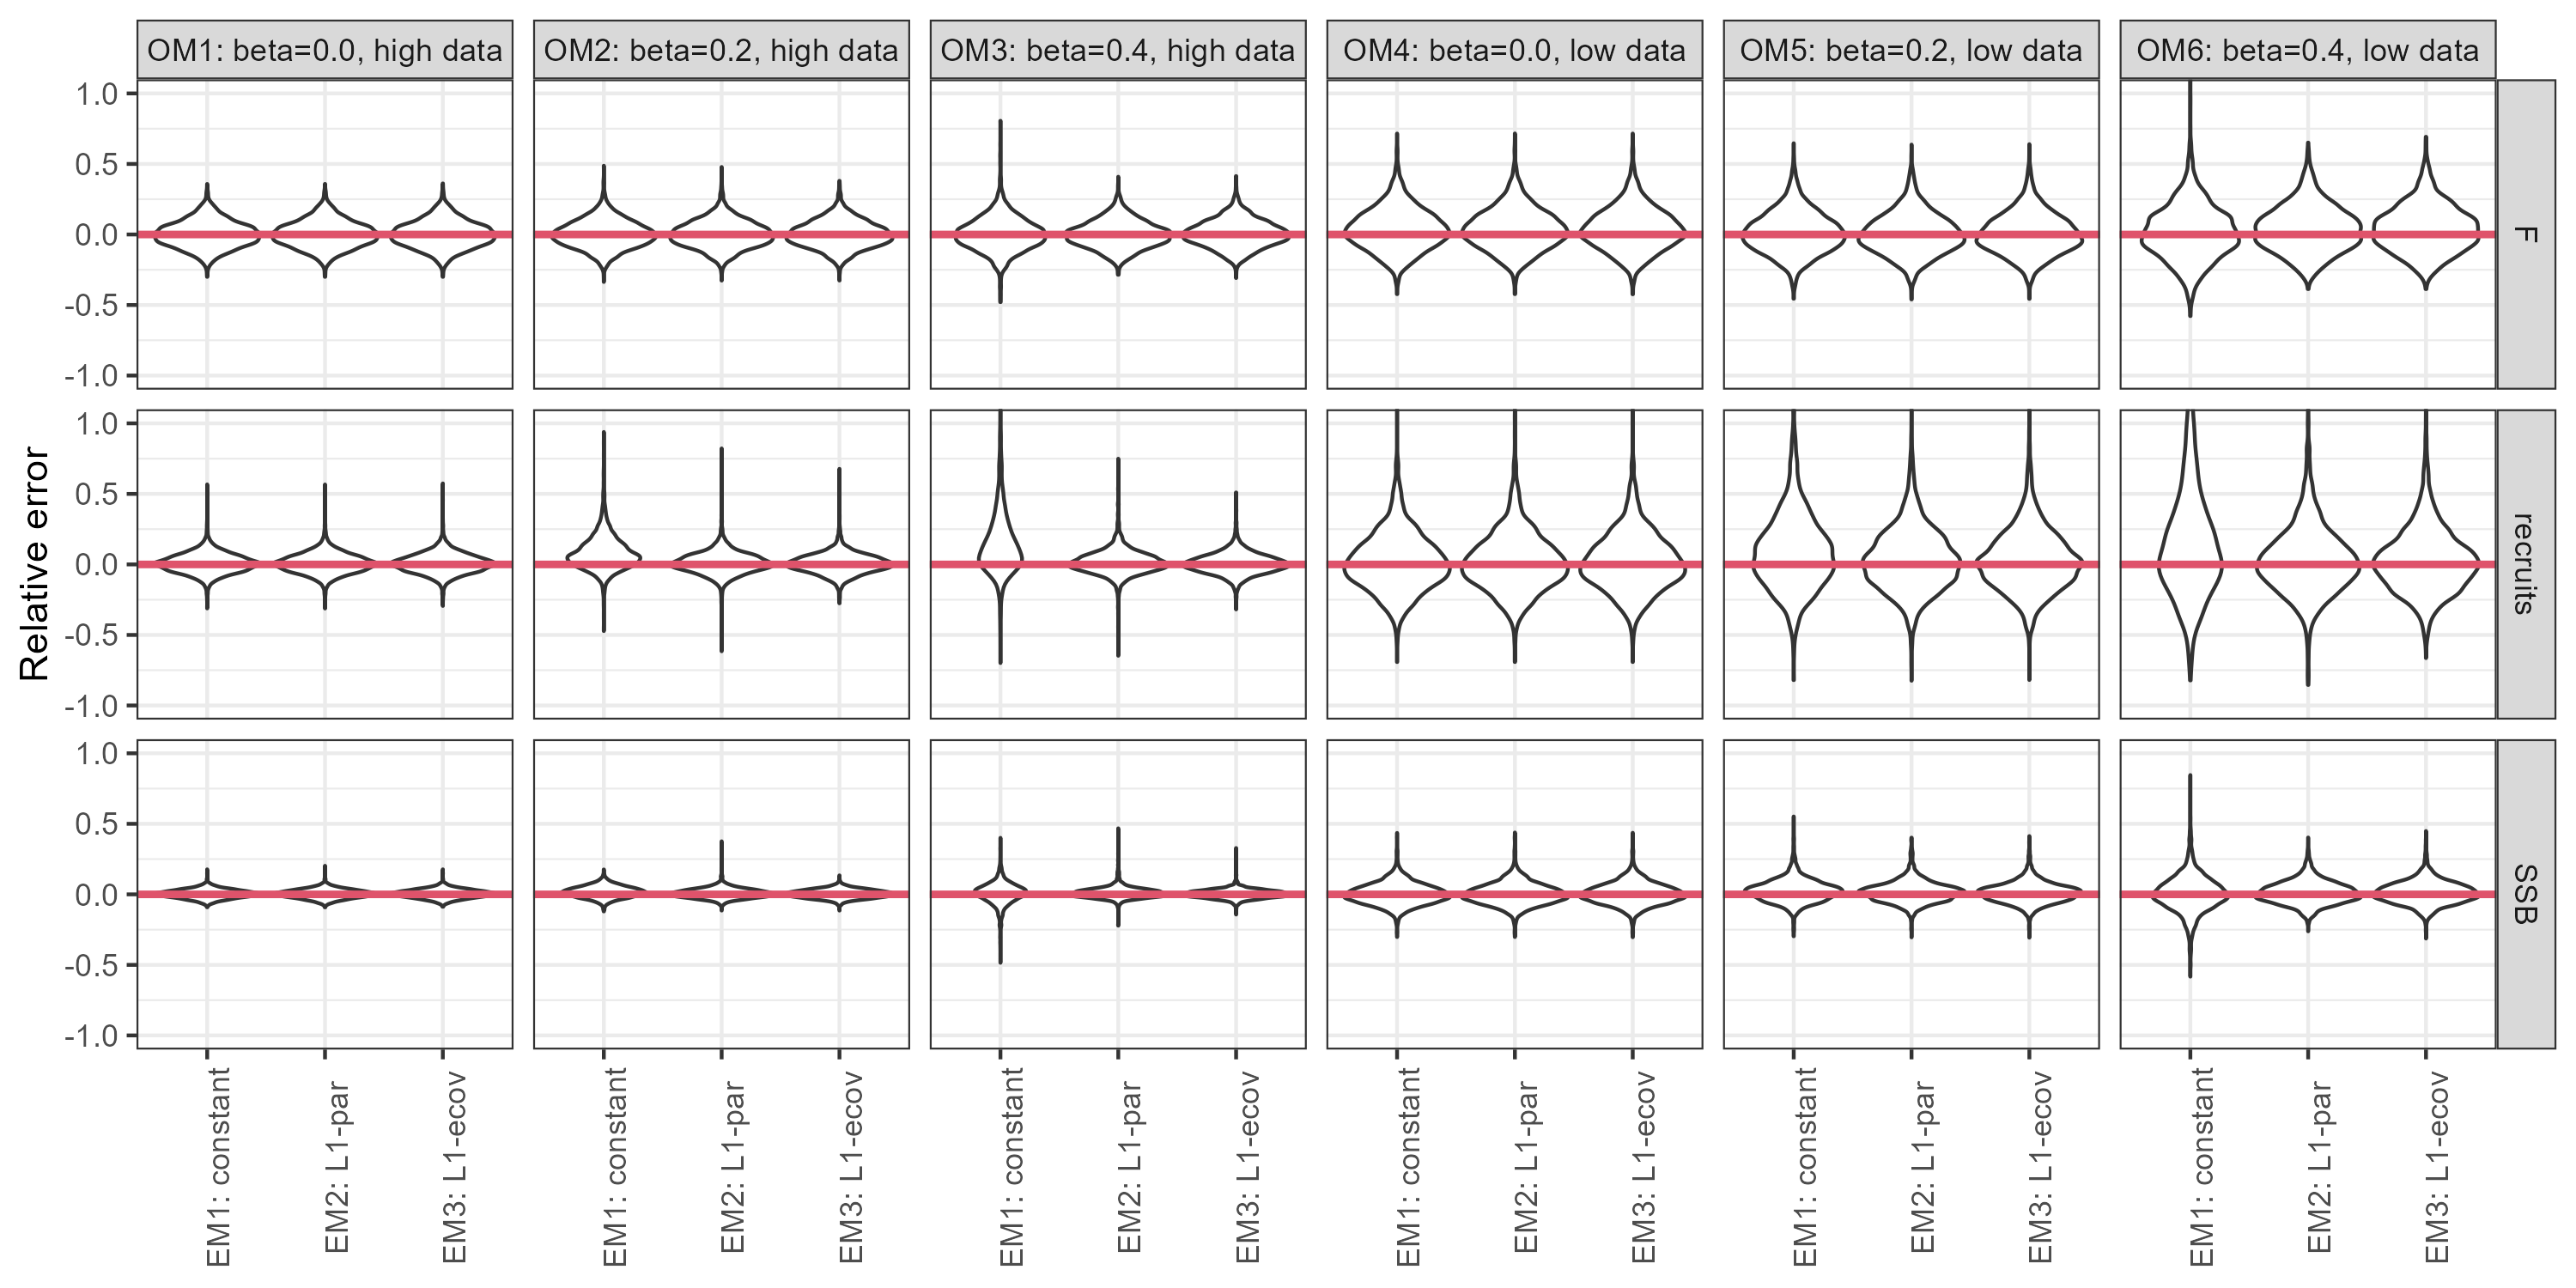 OM1: beta=0.0, high data
OM2: beta=0.2, high data
OM3: beta=0.4, high data
OM4: beta=0.0, low data
OM5: beta=0.2, low data
OM6: beta=0.4, low data
Relative error
1.0
0.5
0.0
-0.5
-1.0
F
1.0
0.5
0.0
-0.5
-1.0
recruits
1.0
0.5
0.0
-0.5
-1.0
SSB
EM1: constant
EM2: L1-par
EM3: L1-ecov
EM1: constant
EM2: L1-par
EM3: L1-ecov
EM1: constant
EM2: L1-par
EM3: L1-ecov
EM1: constant
EM2: L1-par
EM3: L1-ecov
EM1: constant
EM2: L1-par
EM3: L1-ecov
EM1: constant
EM2: L1-par
EM3: L1-ecov